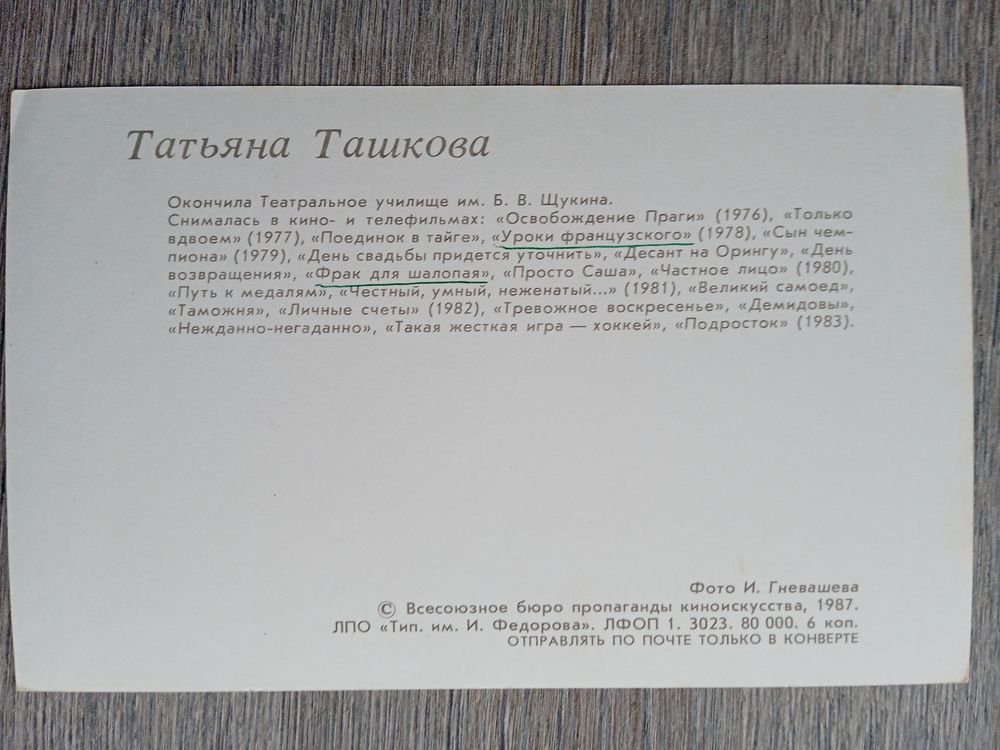 Татьяна Ташкова
Окончила Театральное училище им. Б. В. Щукина.
Снималась в кино- и телефильмах: «Освобождение Праги» (1976), «Только
вдвоем» (1977), «Поединок в тайге», «Уроки французского» (1978), «Сын чем-
пиона» (1979), «День свадьбы придется уточнить», «Десант на Орингу», «День
возвращения», «Фрак для шалопая», «Просто Саша», «Частное лицо» (1980),
«Путь к медалям», «Честный, умный, неженатый...» (1981), «Великий самоед»,
«Таможня», «Личные счеты» (1982), «Тревожное воскресенье», «Демидовы»,
«Нежданно-негаданно», «Такая жесткая игра — хоккей», «Подросток» (1983).
Фото И. Гневашева
© Всесоюзное бюро пропаганды киноискусства, 1987.
ЛПО «Тип. им. И. Федорова». ЛФОП 1. 3023. 80 000. 6 коп.
ОТПРАВЛЯТЬ ПО ПОЧТЕ ТОЛЬКО В КОНВЕРТЕ